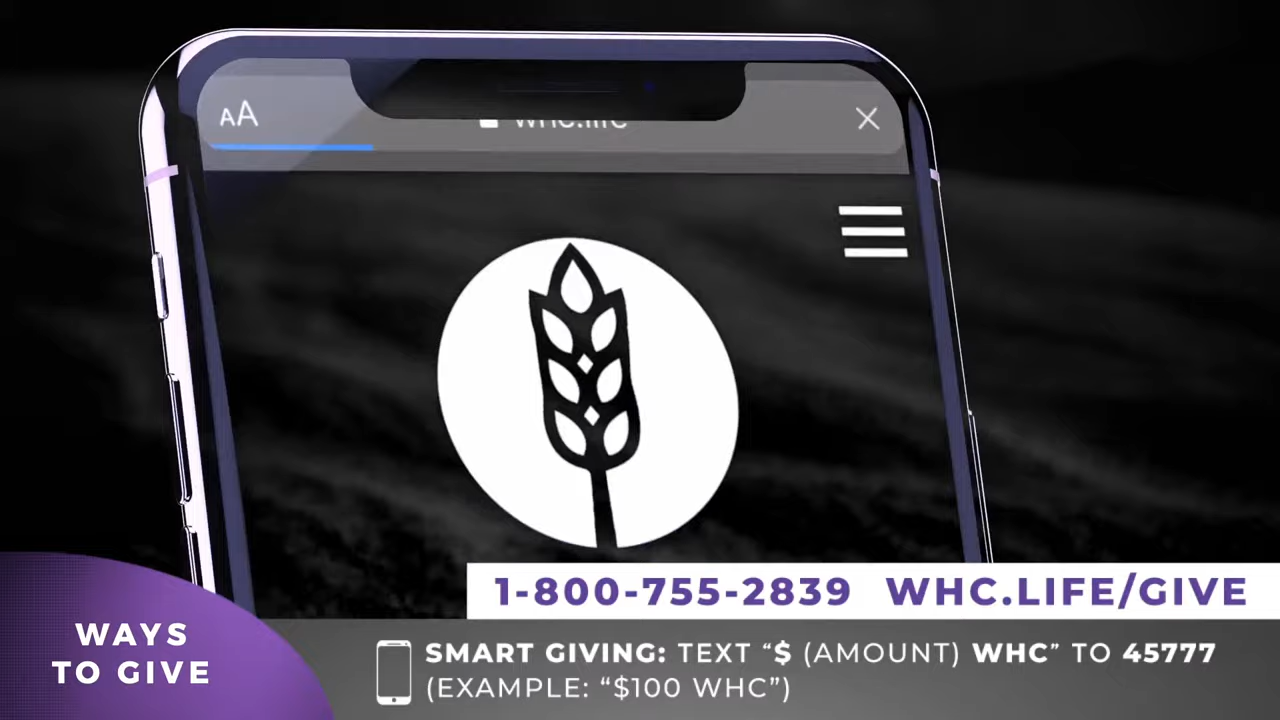 AA
whc.life
1-800-755-2839 WHC.LIFE/GIVE
WAYS
TO GIVE
SMART GIVING: TEXT “$ (AMOUNT) WHC” TO 45777
(EXAMPLE: “$100 WHC”)